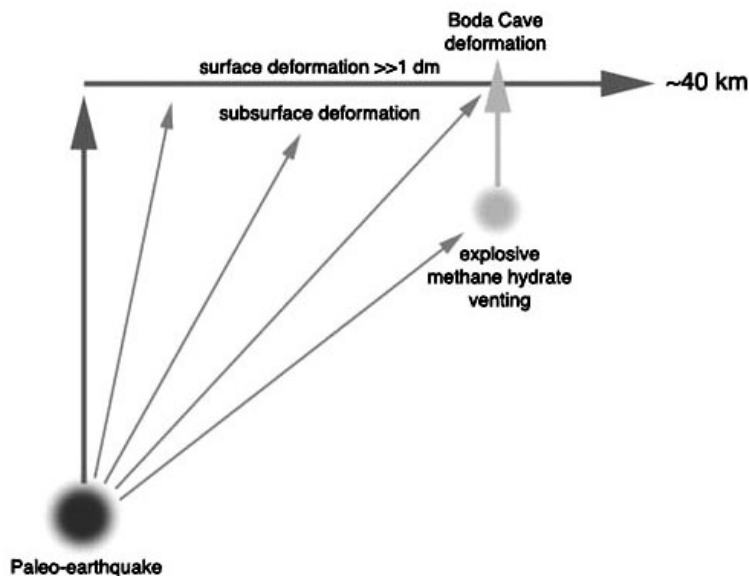 Boda Cave
deformation
surface deformation >>1 dm
~40 km
subsurface deformation
explosive
methane hydrate
venting
Paleo-earthquake